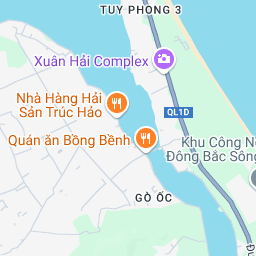 TUY PHONG 3
Xuân Hải Complex
Nhà Hàng Hải
Sản Trúc Hảo
QL1D
Quán ăn Bồng Bềnh
Khu Công N
Đông Bắc Sông
GÒ ỐC